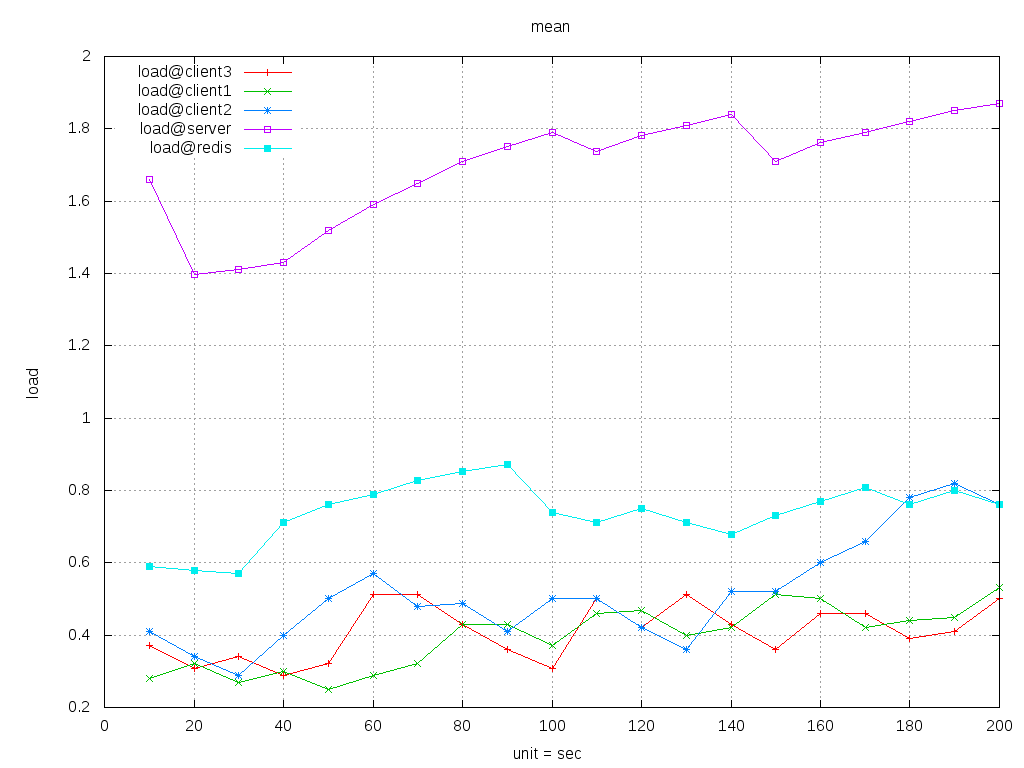 mean
2
load@client3
load@client1
load@client2
1.8
load@server
load@redis
1.6
1.4
1.2
load
1
0.8
0.6
0.4
0.2
0 20 40 60 80 100 120 140 160 180 200
unit = sec